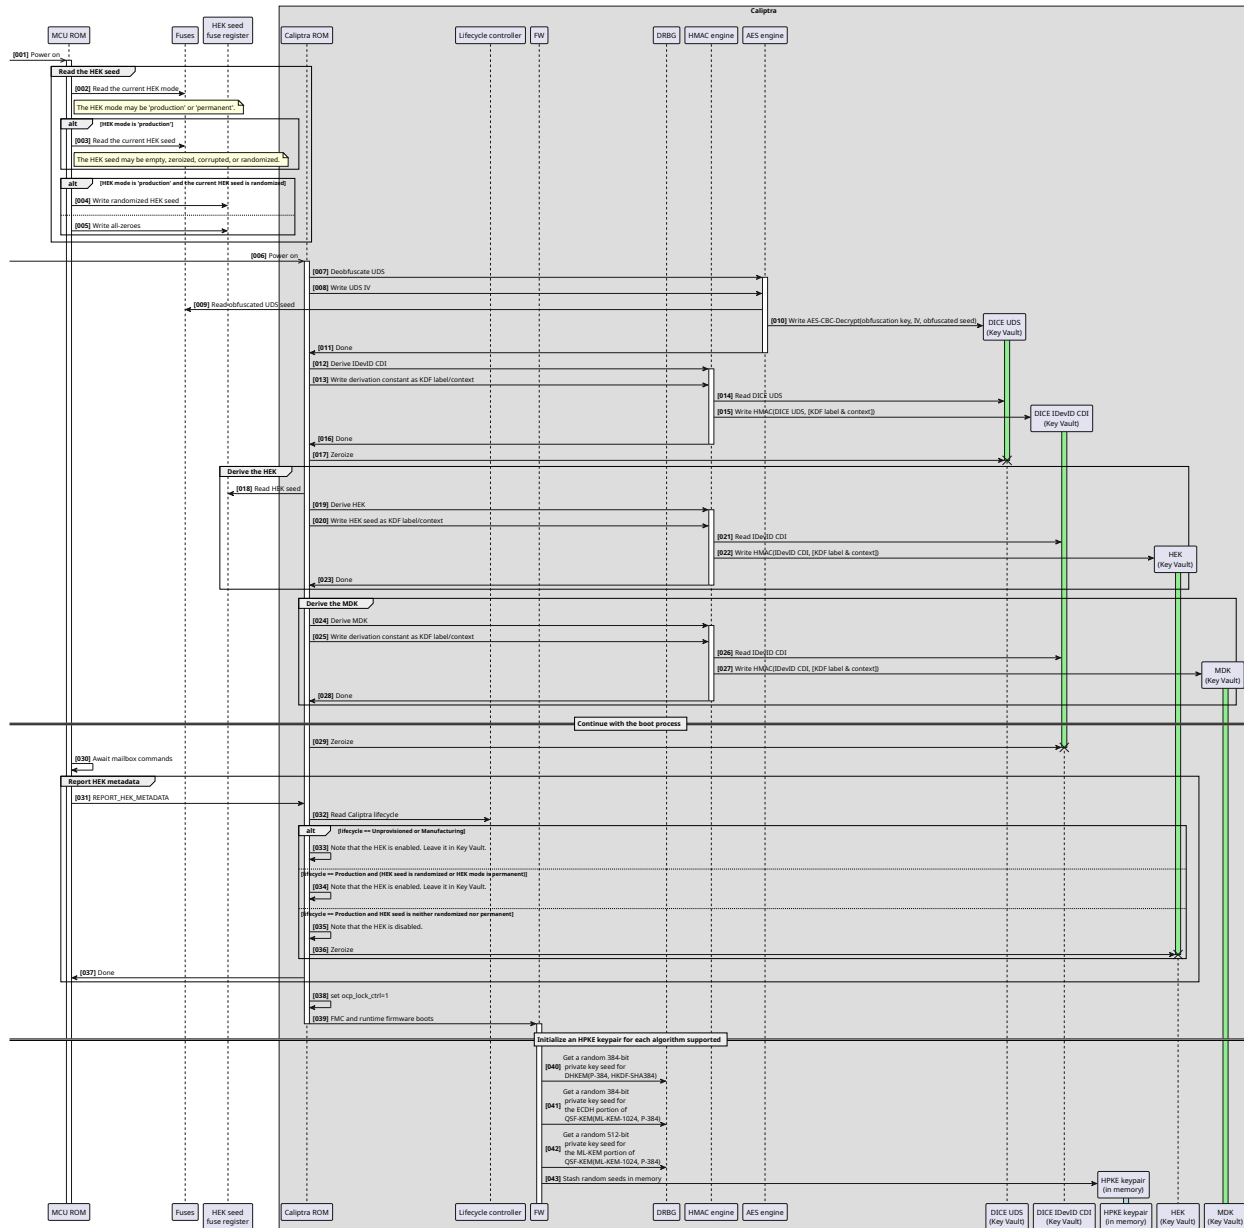 Caliptra
MCU ROM
Fuses
HEK seed
fuse register
Caliptra ROM
Lifecycle controller
FW
DRBG
HMAC engine
AES engine
[001] Power on
Read the HEK seed
[002] Read the current HEK mode
The HEK mode may be 'production' or 'permanent'.
alt [HEK mode is 'production']
[003] Read the current HEK seed
The HEK seed may be empty, zeroized, corrupted, or randomized.
alt [HEK mode is 'production' and the current HEK seed is randomized]
[004] Write randomized HEK seed
[005] Write all-zeroes
[006] Power on
[007] Deobfuscate UDS
[008] Write UDS IV
[009] Read obfuscated UDS seed
[010] Write AES-CBC-Decrypt(obfuscation key, IV, obfuscated seed)
DICE UDS
(Key Vault)
[011] Done
[012] Derive IDevID CDI
[013] Write derivation constant as KDF label/context
[014] Read DICE UDS
[015] Write HMAC(DICE UDS, [KDF label & context])
DICE IDevID CDI
(Key Vault)
[016] Done
[017] Zeroize
Derive the HEK
[018] Read HEK seed
[019] Derive HEK
[020] Write HEK seed as KDF label/context
[021] Read IDevID CDI
[022] Write HMAC(IDevID CDI, [KDF label & context])
HEK
(Key Vault)
[023] Done
Derive the MDK
[024] Derive MDK
[025] Write derivation constant as KDF label/context
[026] Read IDevID CDI
[027] Write HMAC(IDevID CDI, [KDF label & context])
MDK
(Key Vault)
[028] Done
Continue with the boot process
[029] Zeroize
[030] Await mailbox commands
Report HEK metadata
[031] REPORT_HEK_METADATA
[032] Read Caliptra lifecycle
alt [lifecycle == Unprovisioned or Manufacturing]
[033] Note that the HEK is enabled. Leave it in Key Vault.
[lifecycle == Production and (HEK seed is randomized or HEK mode is permanent)]
[034] Note that the HEK is enabled. Leave it in Key Vault.
[lifecycle == Production and HEK seed is neither randomized nor permanent]
[035] Note that the HEK is disabled.
[036] Zeroize
[037] Done
[038] set ocp_lock_ctrl=1
[039] FMC and runtime firmware boots
Initialize an HPKE keypair for each algorithm supported
Get a random 384-bit
[040] private key seed for
DHKEM(P-384, HKDF-SHA384)
Get a random 384-bit
private key seed for
[041] the ECDH portion of
QSF-KEM(ML-KEM-1024, P-384)
Get a random 512-bit
private key seed for
[042] the ML-KEM portion of
QSF-KEM(ML-KEM-1024, P-384)
[043] Stash random seeds in memory
HPKE keypair
(in memory)
MCU ROM
Fuses
HEK seed
fuse register
Caliptra ROM
Lifecycle controller
FW
DRBG
HMAC engine
AES engine
DICE UDS
(Key Vault)
DICE IDevID CDI
(Key Vault)
HPKE keypair
(in memory)
HEK
(Key Vault)
MDK
(Key Vault)